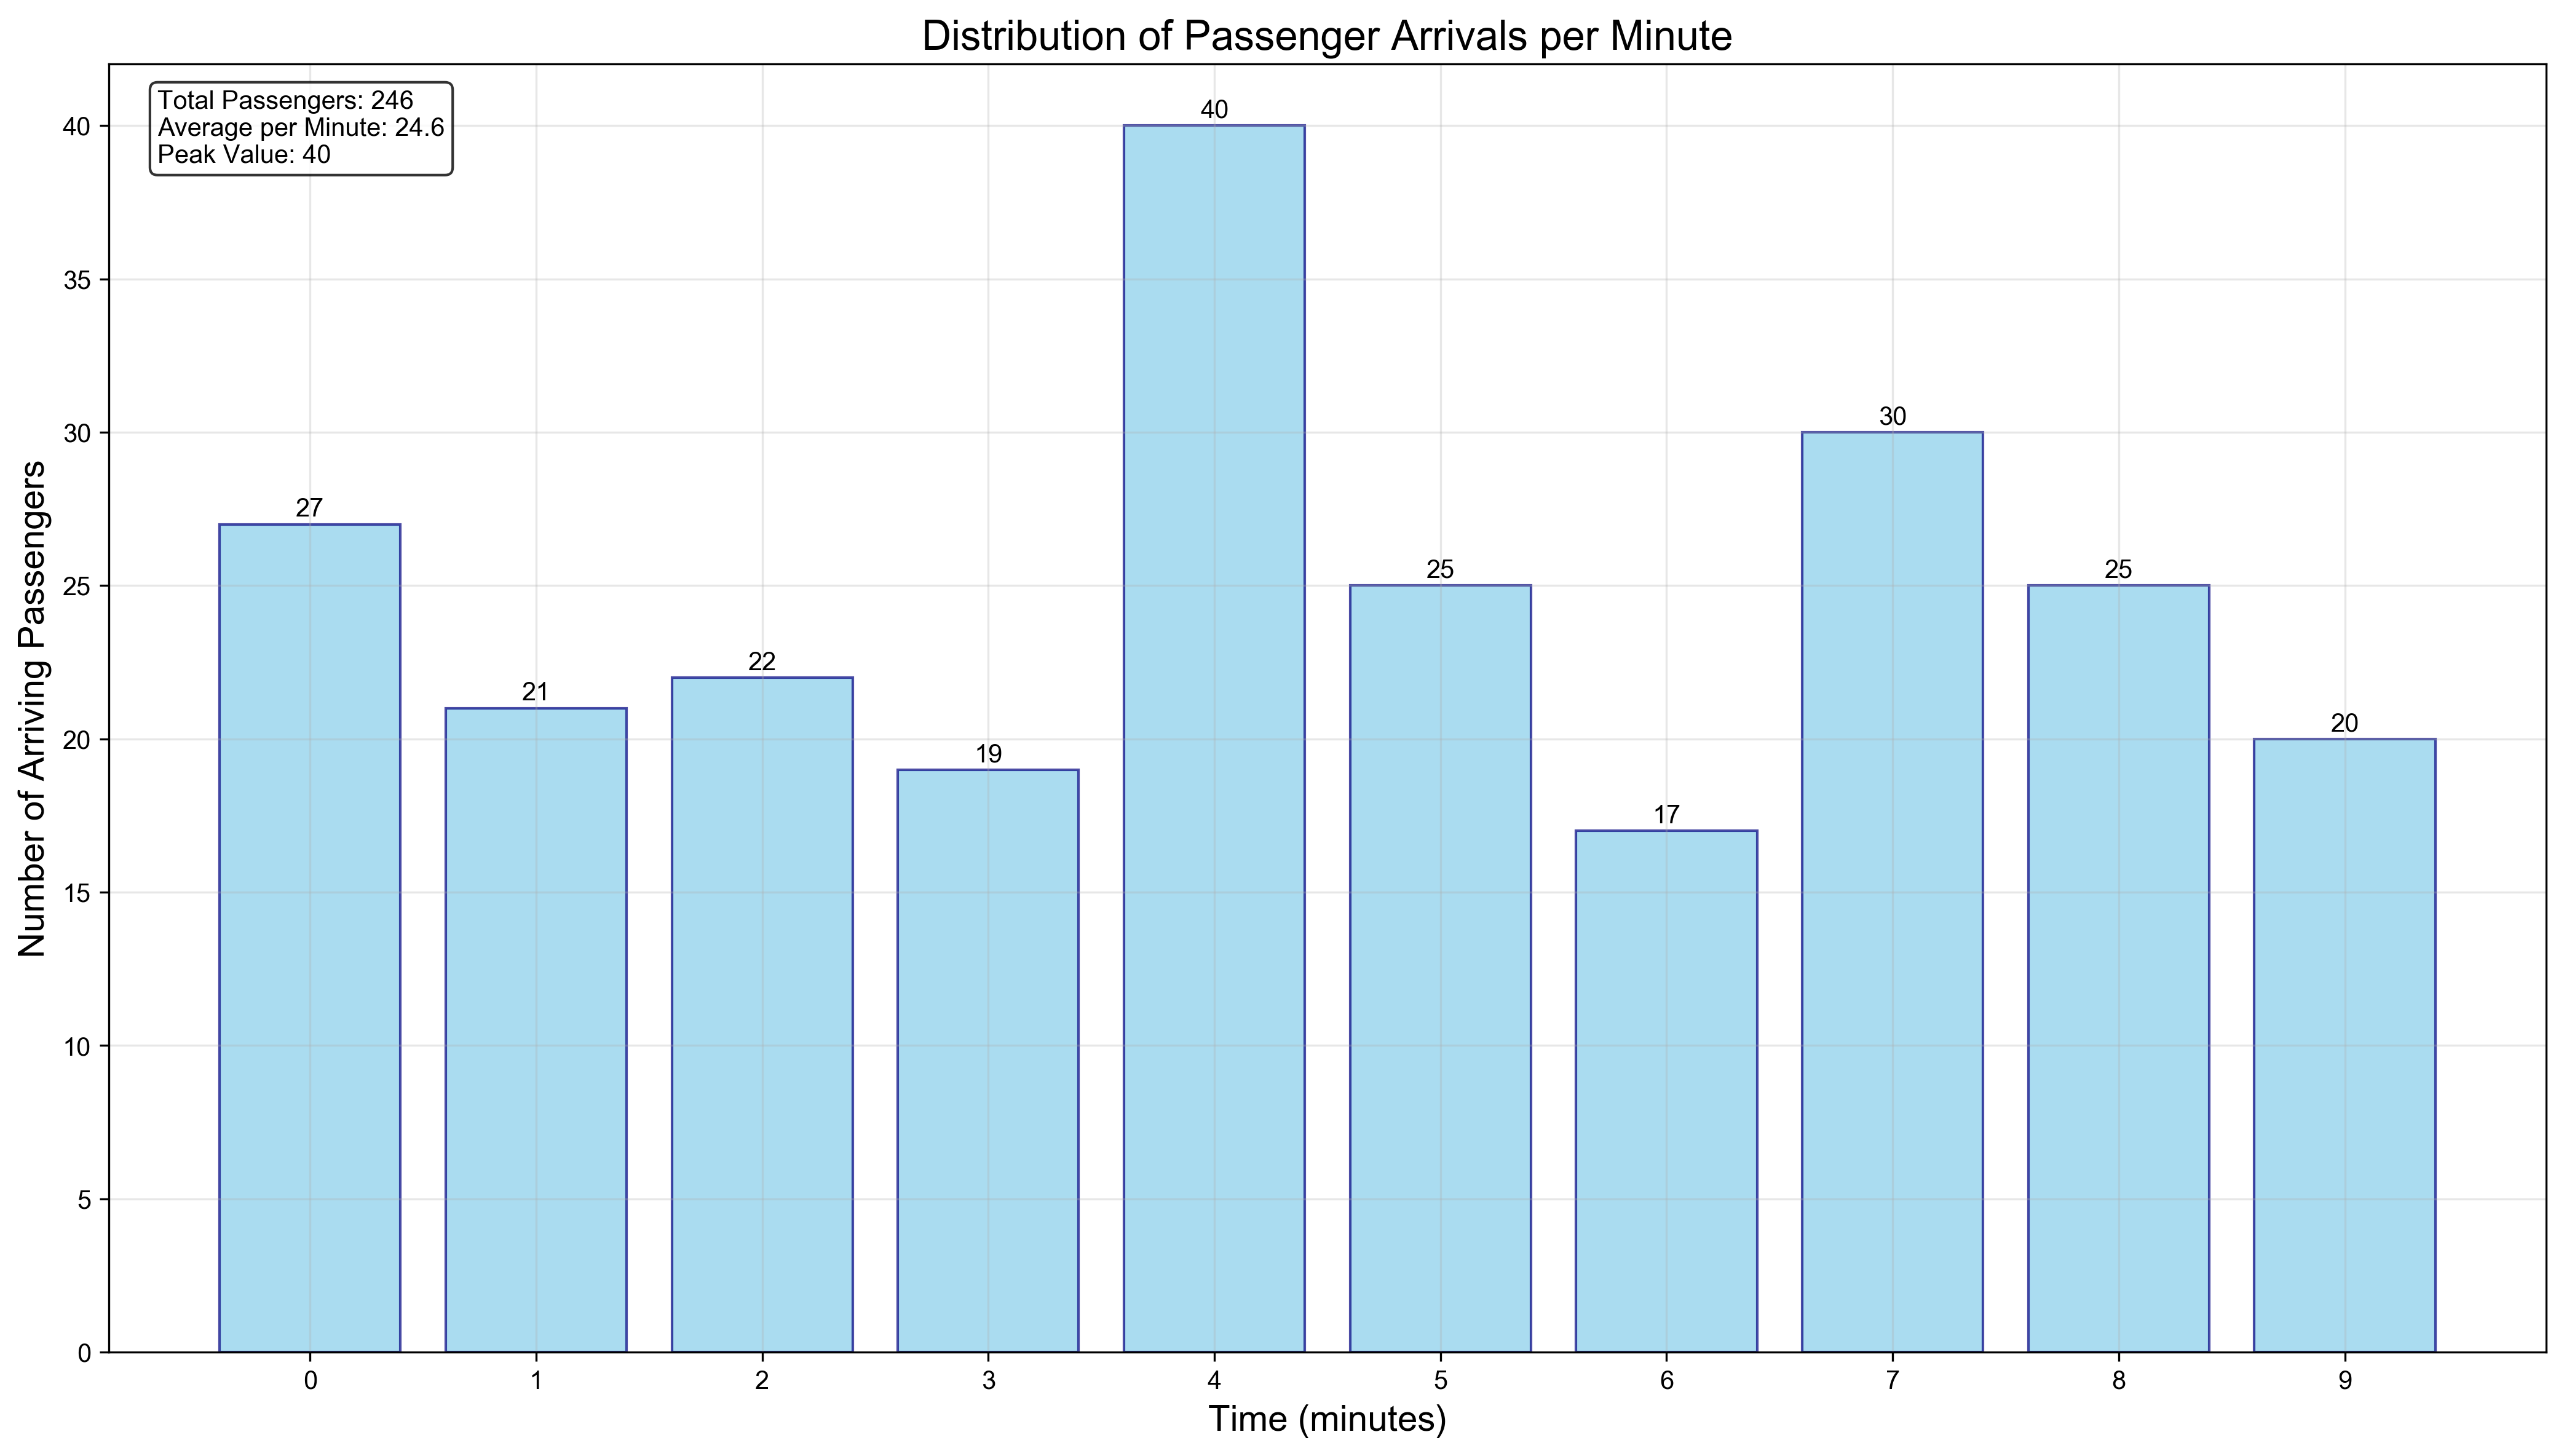 Distribution of Passenger Arrivals per Minute
Total Passengers: 246
Average per Minute: 24.6
Peak Value: 40
Number of Arriving Passengers
40
35
30
25
20
15
10
5
0
27
21
22
19
40
25
17
30
25
20
0 1 2 3 4 5 6 7 8 9
Time (minutes)